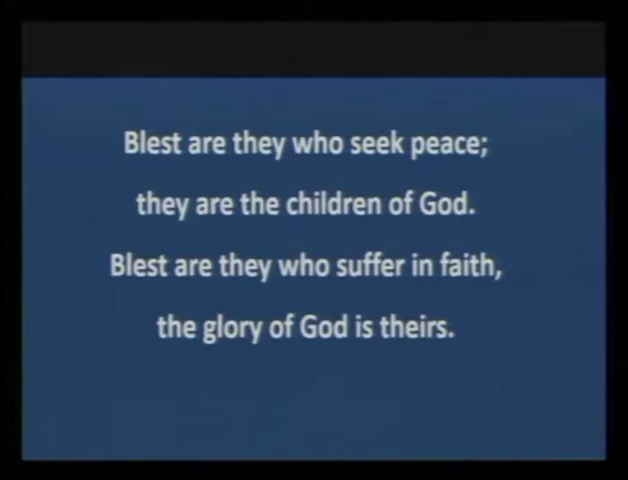 Blest are they who seek peace;
they are the children of God.
Blest are they who suffer in faith,
the glory of God is theirs.